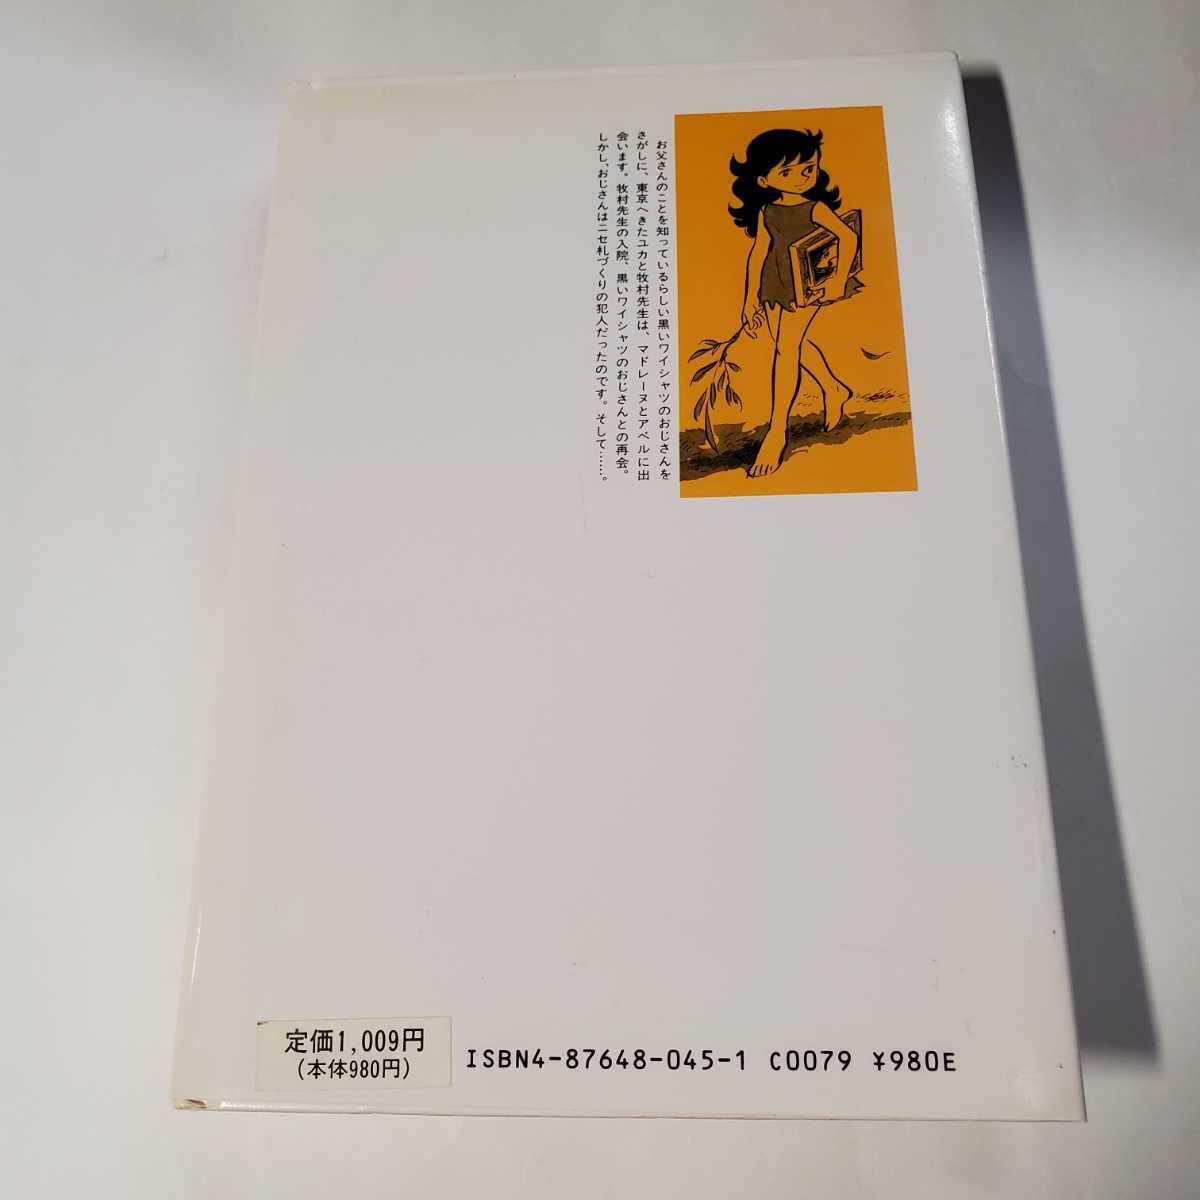 お父さんのことを知っているらしい黒いワイシャツのおじさんを
さがしに、東京へきたユカと牧村先生は、マドレーヌとアベルに出
会います。牧村先生の入院、黒いワイシャツのおじさんとの再会。
しかし、おじさんはニセ札づくりの犯人だったのです。そして……。
定価1,009円
(本体980円)
ISBN4-87648-045-1 C0079 ¥980E